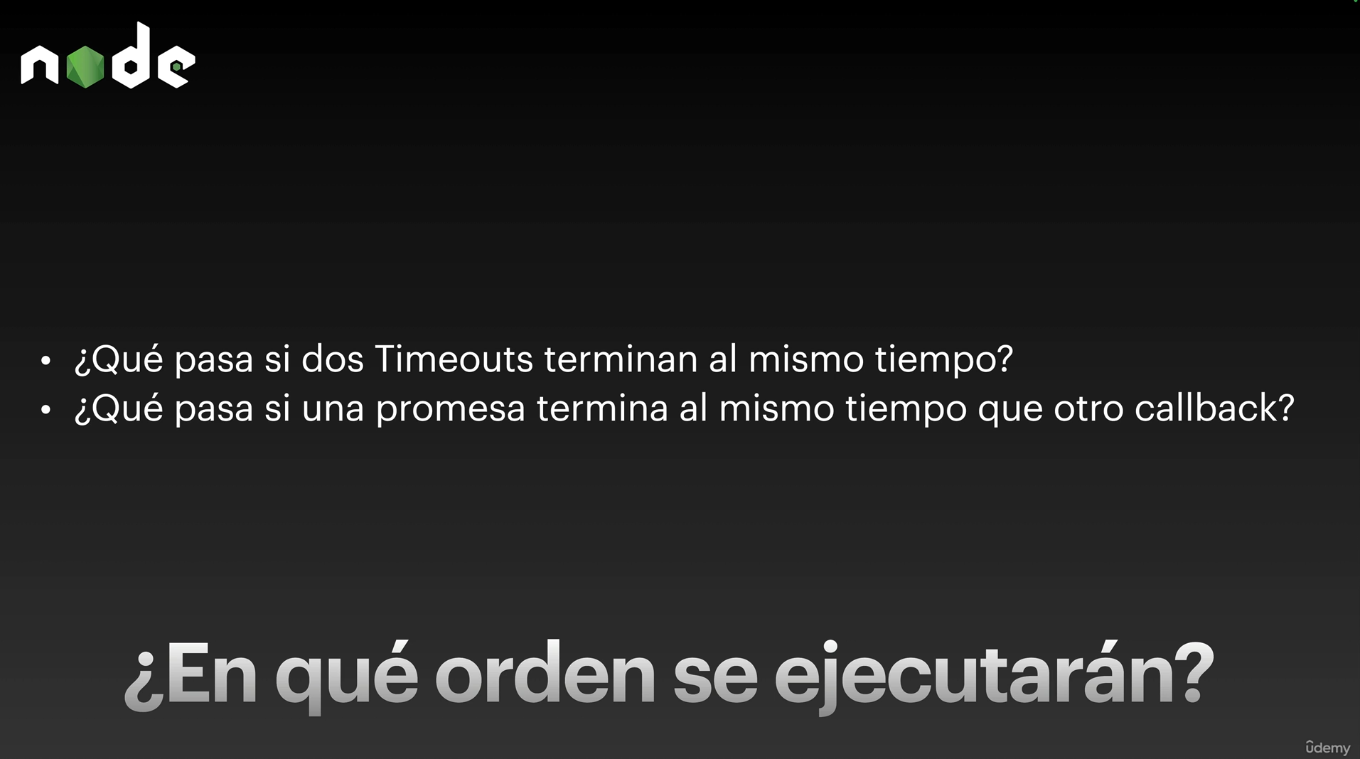 node
• ¿Qué pasa si dos Timeouts terminan al mismo tiempo?
• ¿Qué pasa si una promesa termina al mismo tiempo que otro callback?
¿En qué orden se ejecutarán?
ûdemy